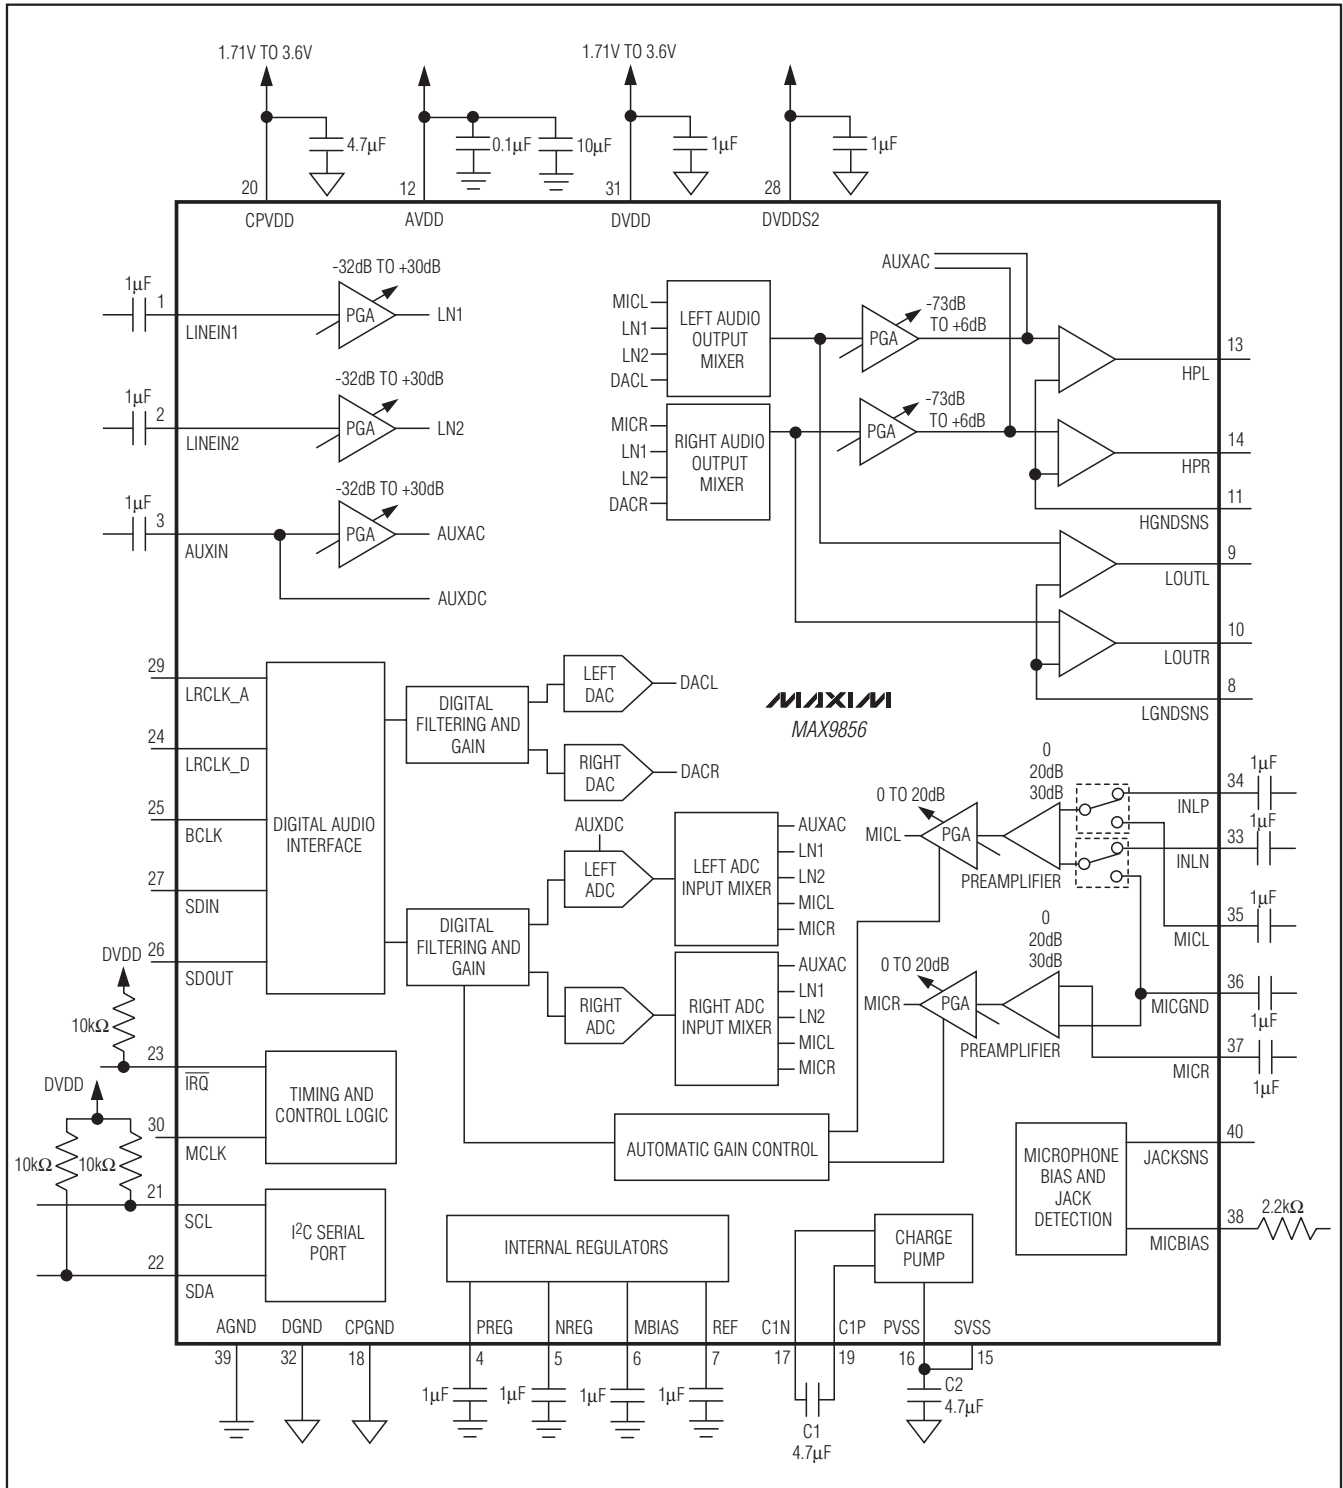 1.71V TO 3.6V
1.71V TO 3.6V
4.7µF
0.1µF
10µF
1µF
1µF
20
12
31
28
CPVDD
AVDD
DVDD
DVDDS2
1µF
1
LINEIN1
-32dB TO +30dB
PGA
LN1
1µF
2
LINEIN2
-32dB TO +30dB
PGA
LN2
1µF
3
AUXIN
-32dB TO +30dB
PGA
AUXAC
AUXDC
MICL
LN1
LN2
DACL
LEFT AUDIO
OUTPUT
MIXER
MICR
LN1
LN2
DACR
RIGHT AUDIO
OUTPUT
MIXER
AUXAC
PGA
-73dB
TO +6dB
PGA
-73dB
TO +6dB
13
HPL
14
HPR
11
HGNDSNS
9
LOUTL
10
LOUTR
8
LGNDSNS
29
LRCLK_A
24
LRCLK_D
25
BCLK
27
SDIN
26
SDOUT
DIGITAL AUDIO
INTERFACE
DIGITAL
FILTERING AND
GAIN
LEFT
DAC
DACL
RIGHT
DAC
DACR
MAXIM
MAX9856
DIGITAL
FILTERING AND
GAIN
AUXDC
LEFT
ADC
RIGHT
ADC
LEFT ADC
INPUT MIXER
AUXAC
LN1
LN2
MICL
MICR
RIGHT ADC
INPUT MIXER
AUXAC
LN1
LN2
MICL
MICR
0 TO 20dB
MICL
PGA
0
20dB
30dB
PREAMPLIFIER
0 TO 20dB
MICR
PGA
0
20dB
30dB
PREAMPLIFIER
34
1µF
INLP
33
1µF
INLN
35
1µF
MICL
36
MICGND
1µF
37
MICR
1µF
DVDD
10kΩ
23
IRQ
DVDD
30
MCLK
TIMING AND
CONTROL LOGIC
10kΩ
10kΩ
21
SCL
22
SDA
I²C SERIAL
PORT
AUTOMATIC GAIN CONTROL
MICROPHONE
BIAS AND
JACK
DETECTION
40
JACKSNS
38
MICBIAS
2.2kΩ
INTERNAL REGULATORS
CHARGE
PUMP
AGND
DGND
CPGND
PREG
NREG
MBIAS
REF
C1N
C1P
PVSS
SVSS
39
32
18
4
5
6
7
17
19
16
15
1µF
1µF
1µF
1µF
C1
4.7µF
C2
4.7µF